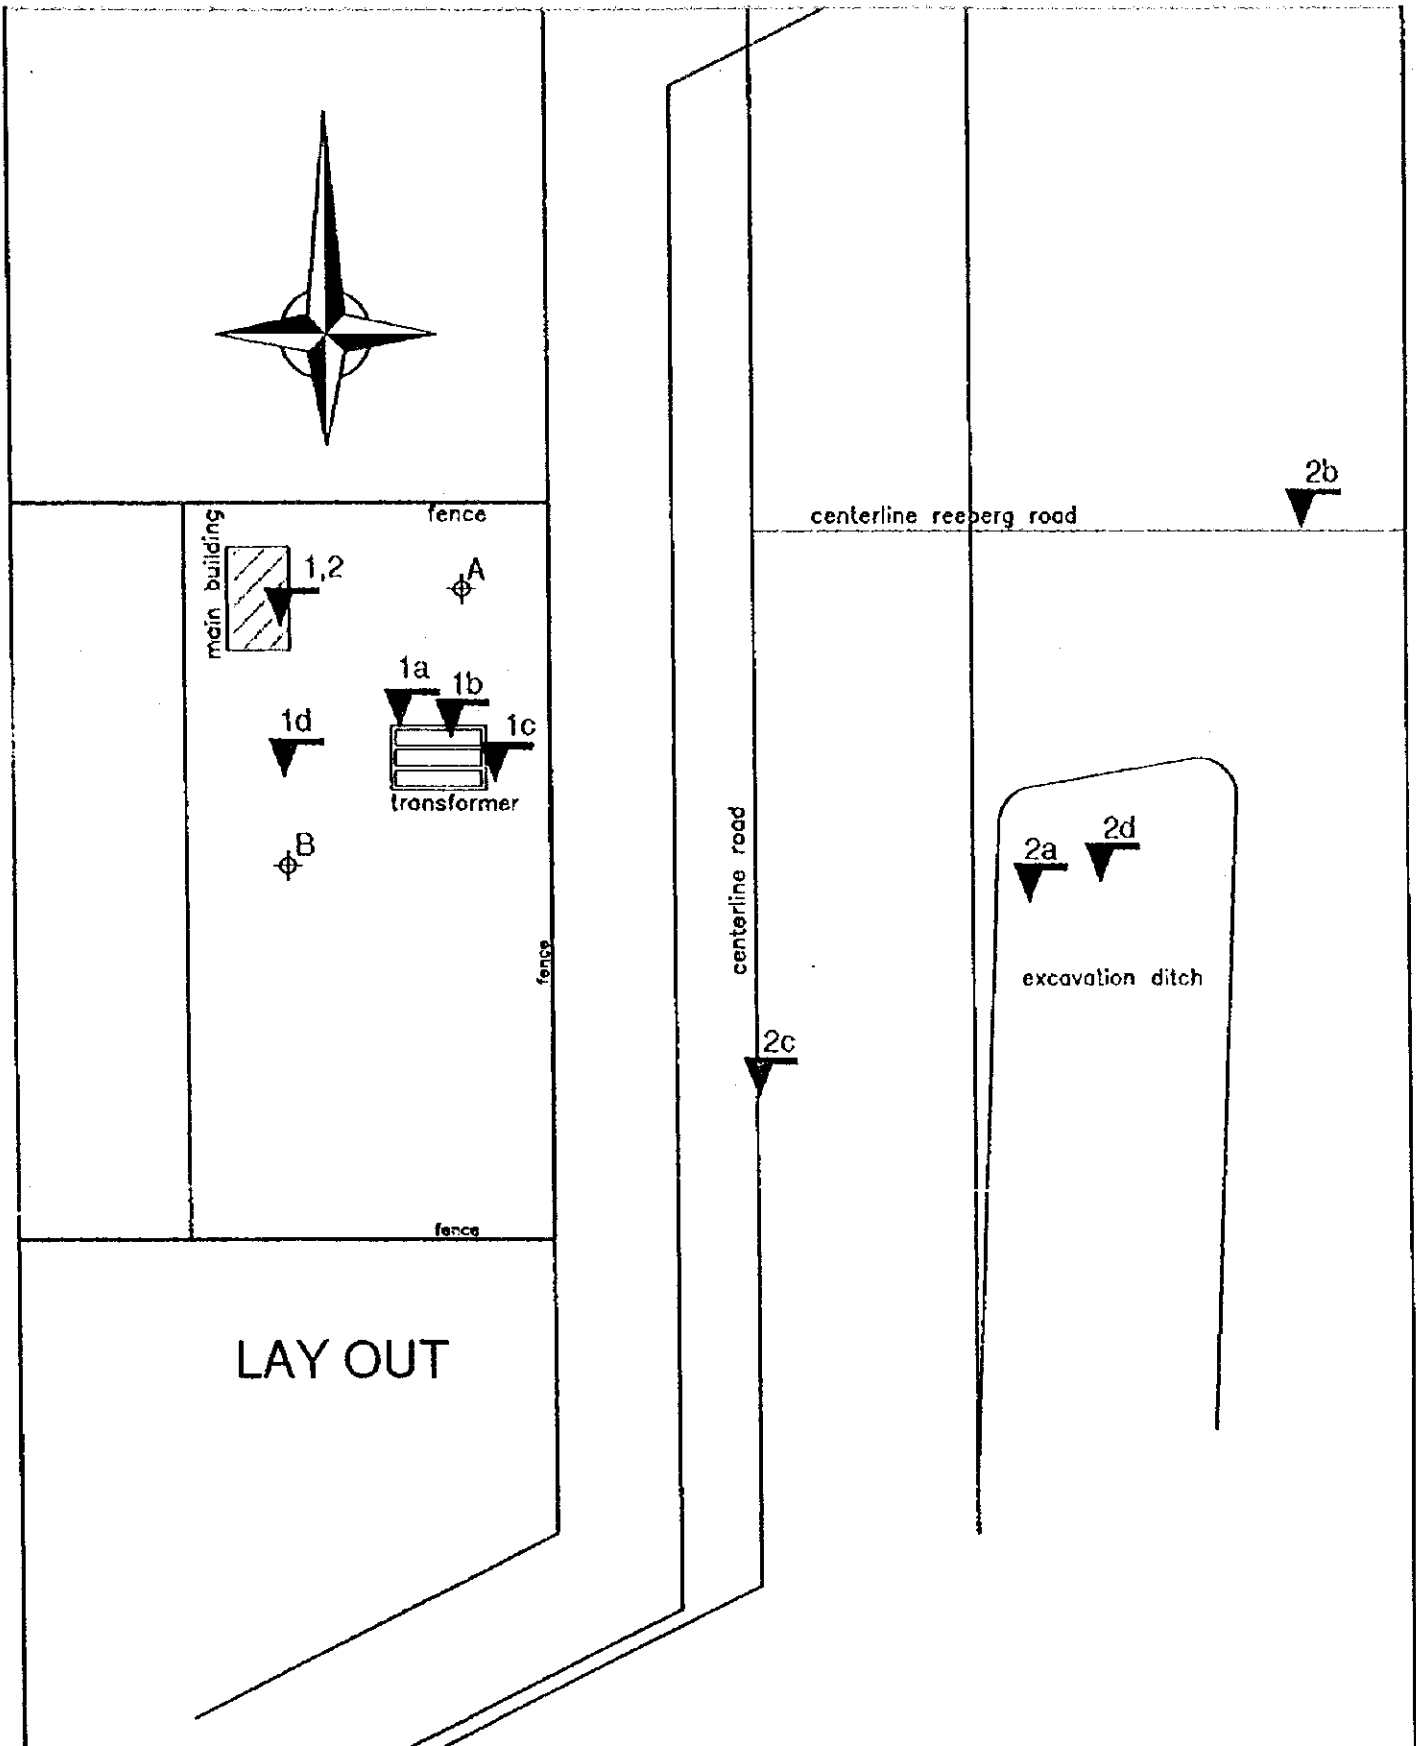 2b
centerline reeberg road
fence
main building
1,2
A
1a
1b
1c
1d
transformer
B
centerline road
2a
2d
fence
excavation ditch
2c
fence
LAY OUT